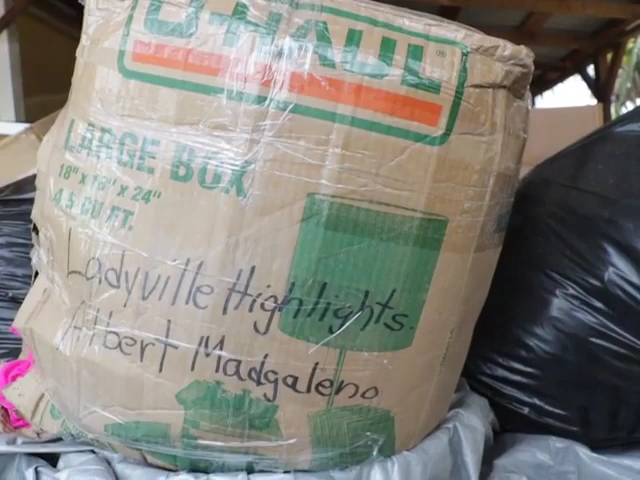 U-HAUL®
LARGE BOX
18" x 18" x 24"
4.5 CU FT.
Ladyville Highlights.
Albert Madgaleno